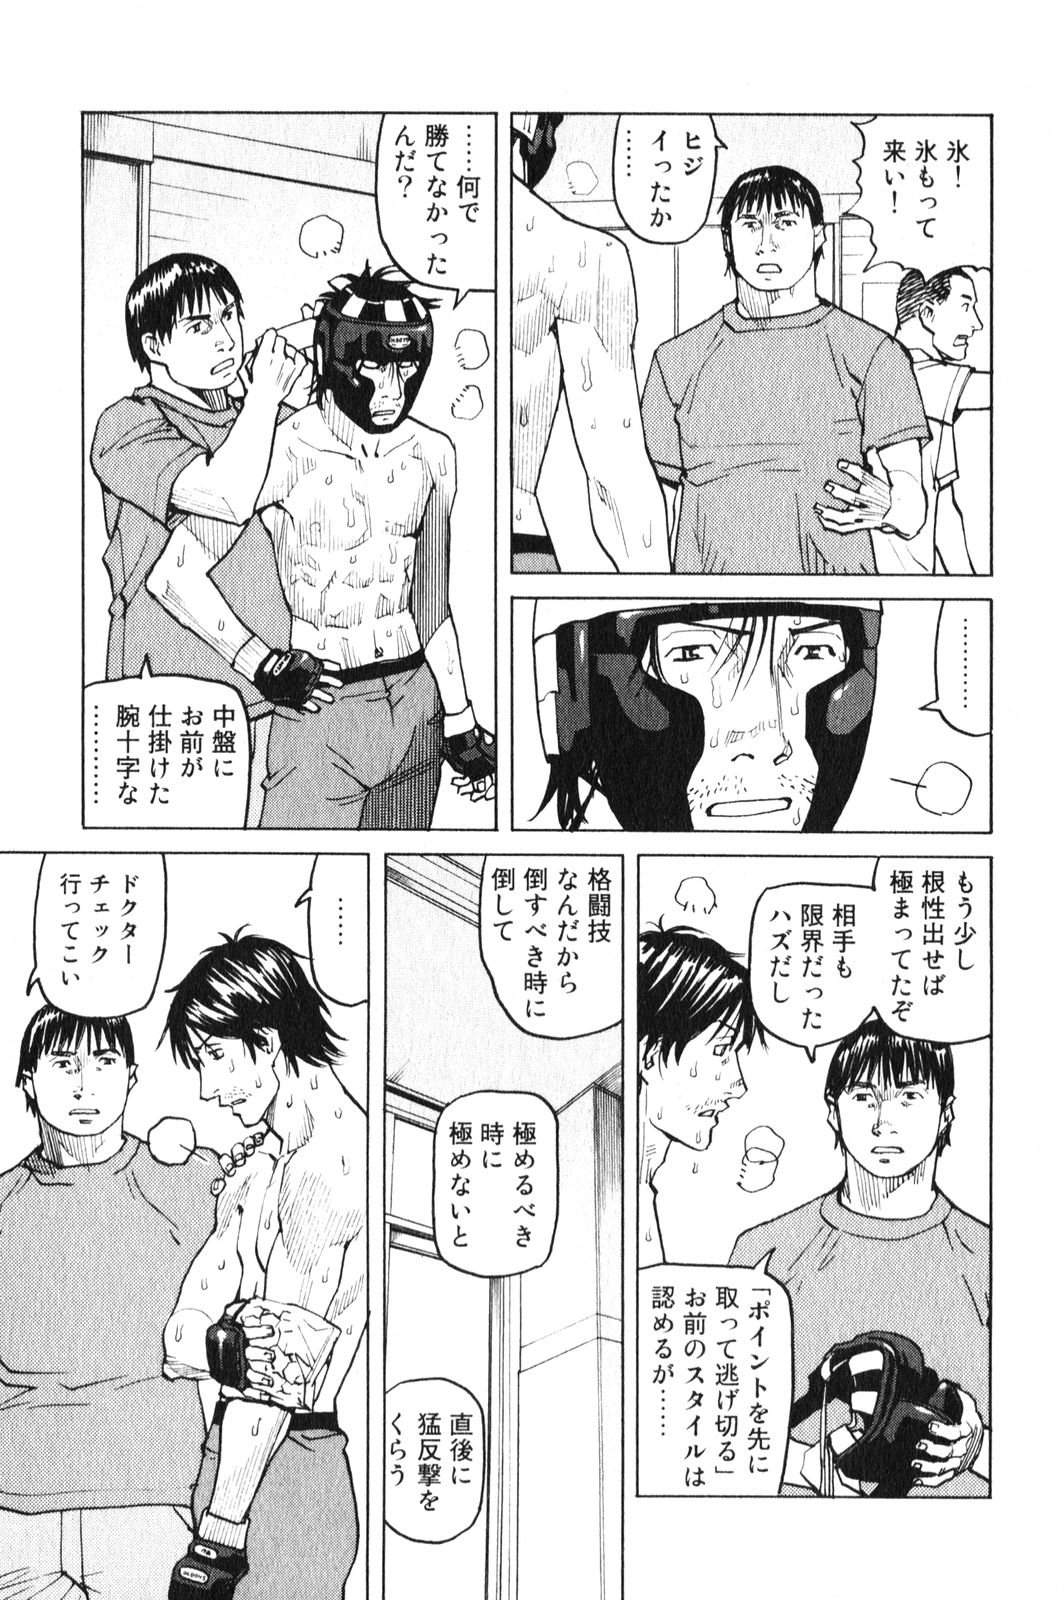 氷！
氷もって
来い！
ヒジ
イったか
……
………
……何で
勝てなかった
んだ？
中盤に
お前が
仕掛けた
腕十字な
………
もう少し
根性出せば
極まってたぞ
相手も
限界だった
ハズだし
「ポイントを先に
取って逃げ切る」
お前のスタイルは
認めるが……
格闘技
なんだから
倒すべき時に
倒して
極めるべき
時に
極めないと
直後に
猛反撃を
くらう
……
ドクター
チェック
行ってこい